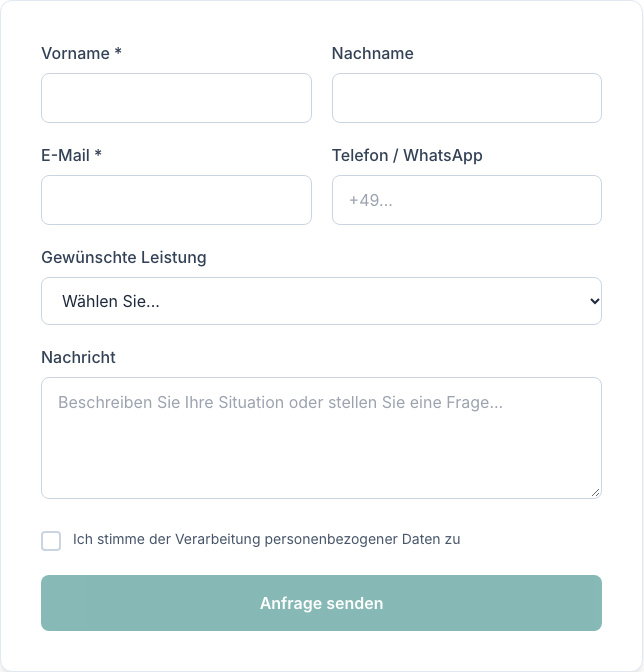 Vorname *
Nachname
E-Mail *
Telefon / WhatsApp
+49...
Gewünschte Leistung
Wählen Sie...
Nachricht
Beschreiben Sie Ihre Situation oder stellen Sie eine Frage...
Ich stimme der Verarbeitung personenbezogener Daten zu
Anfrage senden